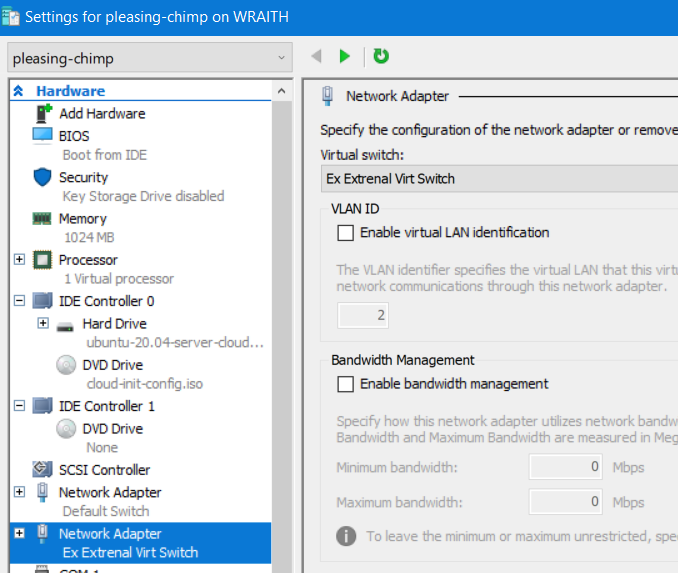 Settings for pleasing-chimp on WRAITH
pleasing-chimp
Hardware
Add Hardware
BIOS
Boot from IDE
Security
Key Storage Drive disabled
Memory
1024 MB
Processor
1 Virtual processor
IDE Controller 0
Hard Drive
ubuntu-20.04-server-cloud...
DVD Drive
cloud-init-config.iso
IDE Controller 1
DVD Drive
None
SCSI Controller
Network Adapter
Default Switch
Network Adapter
Ex Extrenal Virt Switch
COM 1
Network Adapter
Specify the configuration of the network adapter or remove
Virtual switch:
Ex Extrenal Virt Switch
VLAN ID
Enable virtual LAN identification
The VLAN identifier specifies the virtual LAN that this virtu
network communications through this network adapter.
2
Bandwidth Management
Enable bandwidth management
Specify how this network adapter utilizes network bandw
Bandwidth and Maximum Bandwidth are measured in Meg
Minimum bandwidth:
0 Mbps
Maximum bandwidth:
0 Mbps
To leave the minimum or maximum unrestricted, spec